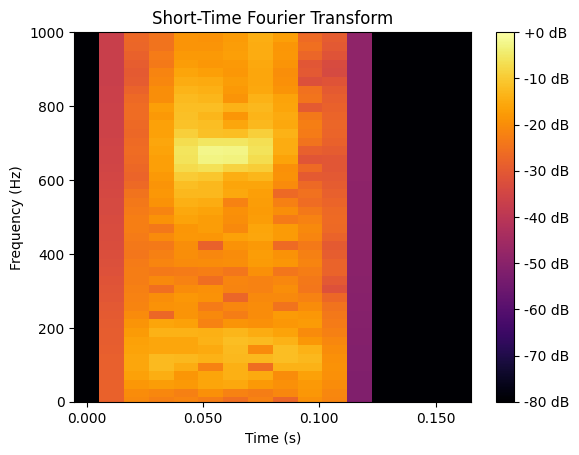 Short-Time Fourier Transform
1000
800
600
400
200
0
Frequency (Hz)
0.000
0.050
0.100
0.150
Time (s)
+0 dB
-10 dB
-20 dB
-30 dB
-40 dB
-50 dB
-60 dB
-70 dB
-80 dB